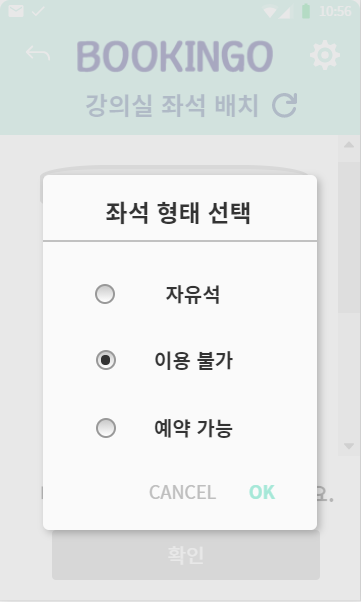 10:56
BOOKINGO
강의실 좌석 배치
좌석 형태 선택
자유석
이용 불가
예약 가능
CANCEL OK
요.
확인